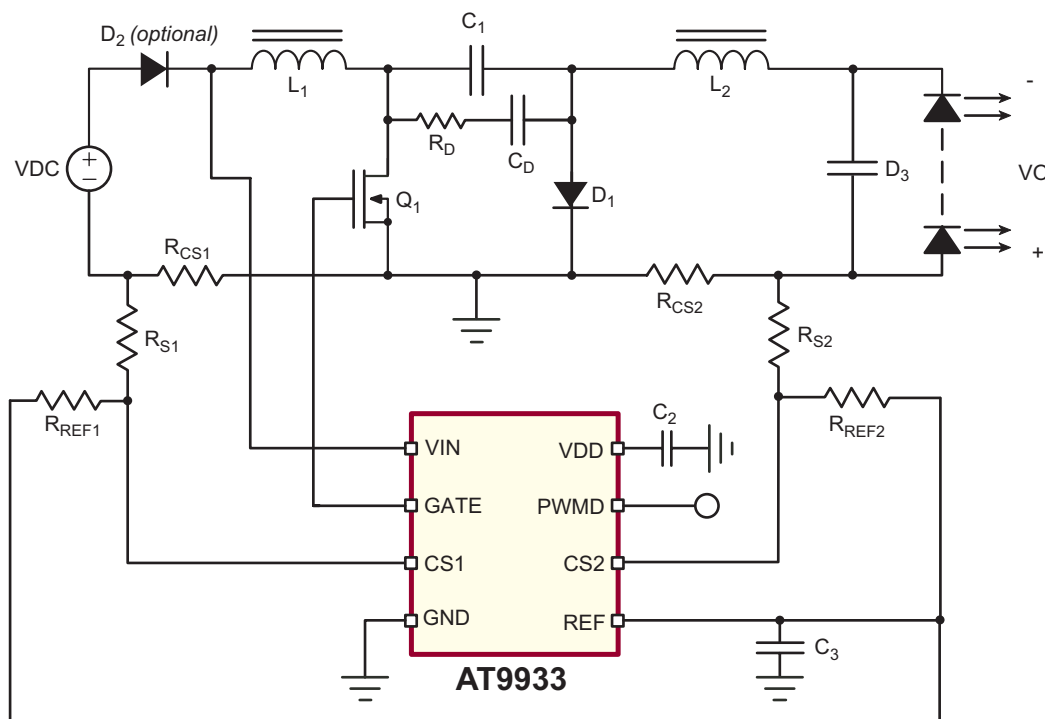 D2 (optional)
C1
L1
L2
RD
CD
VDC
+
−
Q1
D1
D3
-
VO
+
RCS1
RCS2
RS1
RS2
RREF1
RREF2
C2
VIN
VDD
GATE
PWMD
CS1
CS2
GND
REF
C3
AT9933